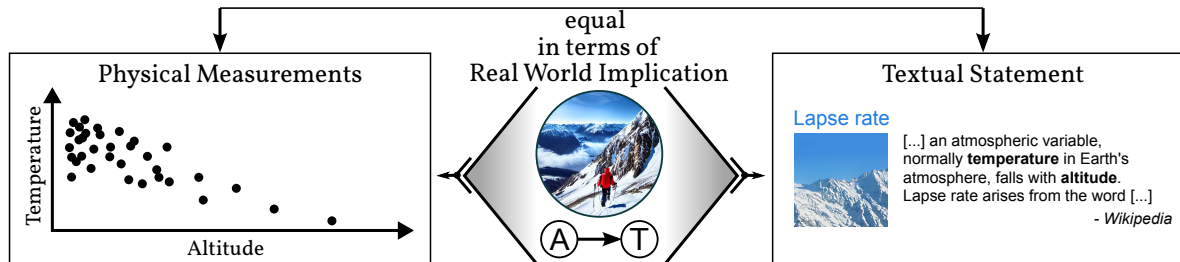 equal
in terms of
Real World Implication
Physical Measurements
Temperature
Altitude
A T
Textual Statement
Lapse rate
[...] an atmospheric variable,
normally temperature in Earth's
atmosphere, falls with altitude.
Lapse rate arises from the word [...]
- Wikipedia